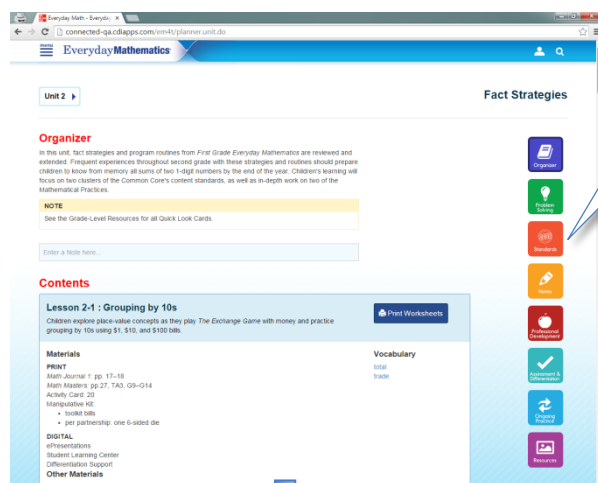 Everyday Math - Everyday
connected-qa.cdiapps.com/em4t/planner.unit.do
menu
EverydayMathematics
Unit 2
Fact Strategies
Organizer
In this unit, fact strategies and program routines from First Grade Everyday Mathematics are reviewed and
extended. Frequent experiences throughout second grade with these strategies and routines should prepare
children to know from memory all sums of two 1-digit numbers by the end of the year. Children's learning will
focus on two clusters of the Common Core's content standards, as well as in-depth work on two of the
Mathematical Practices.
NOTE
See the Grade-Level Resources for all Quick Look Cards.
Enter a Note here...
Contents
Lesson 2-1 : Grouping by 10s
Children explore place-value concepts as they play The Exchange Game with money and practice
grouping by 10s using $1, $10, and $100 bills.
Print Worksheets
Materials
PRINT
Math Journal 1: pp. 17–18
Math Masters: pp.27, TA3, G9–G14
Activity Card: 20
Manipulative Kit:
• toolkit bills
• per partnership: one 6-sided die
DIGITAL
ePresentations
Student Learning Center
Differentiation Support
Other Materials
Vocabulary
total
trade
Organizer
Problem
Solving
Standards
Notes
Professional
Development
Assessment &
Differentiation
Ongoing
Practice
Resources